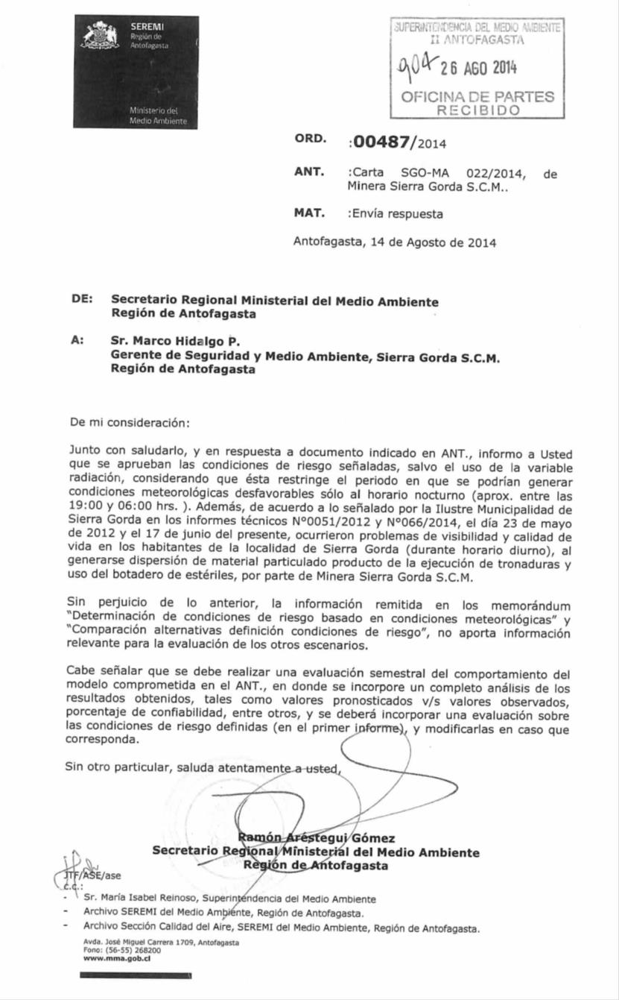 SEREMI
Región de
Antofagasta
Ministerio del
Medio Ambiente
SUPERINTENDENCIA DEL MEDIO AMBIENTE
II ANTOFAGASTA
904 26 AGO 2014
OFICINA DE PARTES
RECIBIDO
ORD. :00487/2014
ANT. :Carta SGO-MA 022/2014, de
Minera Sierra Gorda S.C.M..
MAT. :Envía respuesta
Antofagasta, 14 de Agosto de 2014
DE: Secretario Regional Ministerial del Medio Ambiente
Región de Antofagasta
A: Sr. Marco Hidalgo P.
Gerente de Seguridad y Medio Ambiente, Sierra Gorda S.C.M.
Región de Antofagasta
De mi consideración:
Junto con saludarlo, y en respuesta a documento indicado en ANT., informo a Usted
que se aprueban las condiciones de riesgo señaladas, salvo el uso de la variable
radiación, considerando que ésta restringe el periodo en que se podrían generar
condiciones meteorológicas desfavorables sólo al horario nocturno (aprox. entre las
19:00 y 06:00 hrs. ). Además, de acuerdo a lo señalado por la Ilustre Municipalidad de
Sierra Gorda en los informes técnicos N°0051/2012 y N°066/2014, el día 23 de mayo
de 2012 y el 17 de junio del presente, ocurrieron problemas de visibilidad y calidad de
vida en los habitantes de la localidad de Sierra Gorda (durante horario diurno), al
generarse dispersión de material particulado producto de la ejecución de tronaduras y
uso del botadero de estériles, por parte de Minera Sierra Gorda S.C.M.
Sin perjuicio de lo anterior, la información remitida en los memorándum
"Determinación de condiciones de riesgo basado en condiciones meteorológicas" y
"Comparación alternativas definición condiciones de riesgo", no aporta información
relevante para la evaluación de los otros escenarios.
Cabe señalar que se debe realizar una evaluación semestral del comportamiento del
modelo comprometida en el ANT., en donde se incorpore un completo análisis de los
resultados obtenidos, tales como valores pronosticados v/s valores observados,
porcentaje de confiabilidad, entre otros, y se deberá incorporar una evaluación sobre
las condiciones de riesgo definidas (en el primer informe), y modificarlas en caso que
corresponda.
Sin otro particular, saluda atentamente a usted,
Ramón Aréstegui Gómez
Secretario Regional Ministerial del Medio Ambiente
Región de Antofagasta
JTF/ASE/ase
c.c.:
- Sr. María Isabel Reinoso, Superintendencia del Medio Ambiente
- Archivo SEREMI del Medio Ambiente, Región de Antofagasta.
- Archivo Sección Calidad del Aire, SEREMI del Medio Ambiente, Región de Antofagasta.
Avda. José Miguel Carrera 1709, Antofagasta
Fono: (56-55) 268200
www.mma.gob.cl